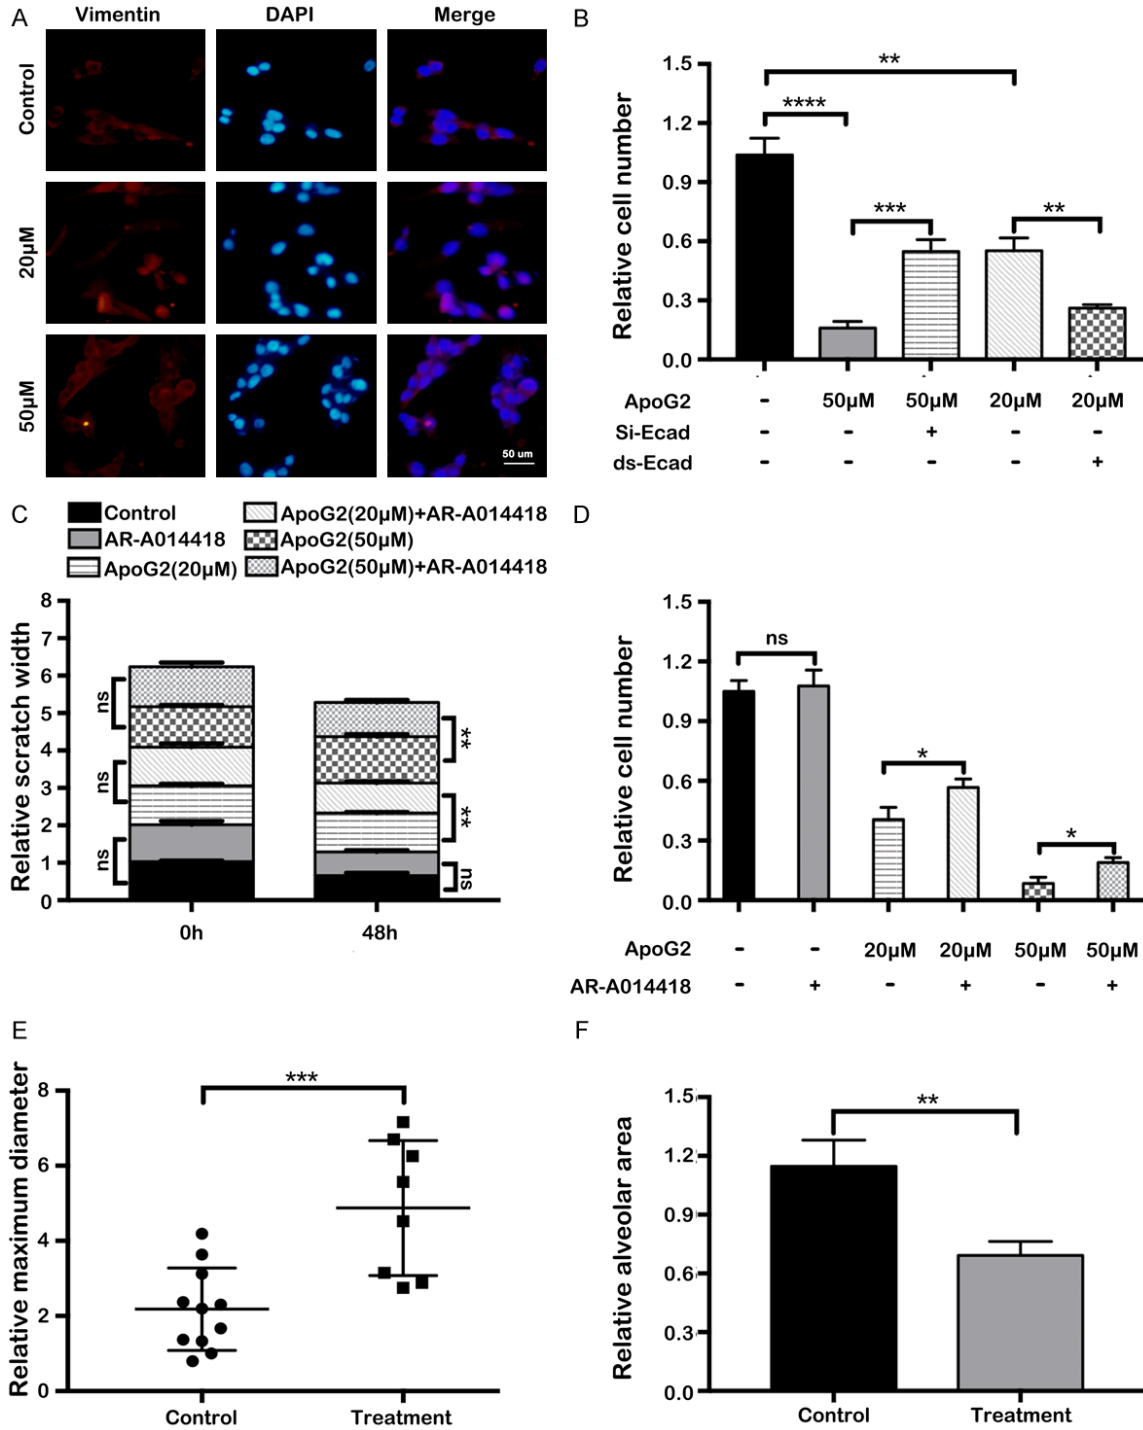 A
Vimentin DAPI Merge
Control
20μM
50μM
50 um
B
Relative cell number
1.5
1.2
0.9
0.6
0.3
0.0
**
****
***
**
ApoG2 - 50μM 50μM 20μM 20μM
Si-Ecad - - + - -
ds-Ecad - - - - +
C
Control
AR-A014418
ApoG2(20μM)
ApoG2(20μM)+AR-A014418
ApoG2(50μM)
ApoG2(50μM)+AR-A014418
Relative scratch width
8
7
6
5
4
3
2
1
0
ns
ns
ns
**
**
ns
0h 48h
D
Relative cell number
1.5
1.2
0.9
0.6
0.3
0.0
ns
*
*
ApoG2 - - 20μM 20μM 50μM 50μM
AR-A014418 - + - + - +
E
Relative maximum diameter
8
6
4
2
0
***
Control Treatment
F
Relative alveolar area
1.5
1.2
0.9
0.6
0.3
0.0
**
Control Treatment